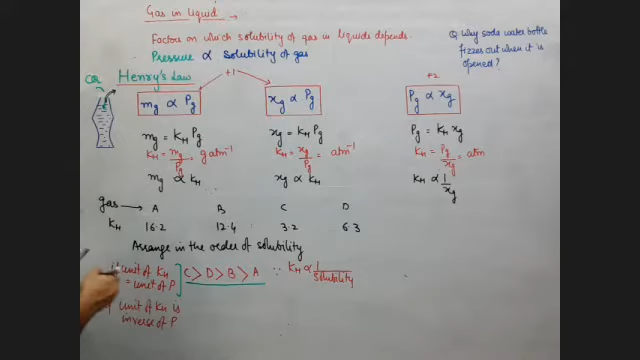 Gas in liquid
Factors on which solubility of gas in liquids depends.
Pressure ∝ solubility of gas
Q. Why soda water bottle
fizzes out when it is
opened?
Henry's Law
+1
+2
mg ∝ Pg
xg ∝ Pg
Pg ∝ xg
mg = KH Pg
xg = KH Pg
Pg = KH xg
KH = mg/Pg = g atm⁻¹
KH = xg/Pg = atm⁻¹
KH = Pg/xg = atm
mg ∝ KH
xg ∝ KH
KH ∝ 1/xg
gas → A B C D
KH 16.2 12.4 3.2 6.3
Arrange in the order of solubility
unit of KH
= unit of P
C > D > B > A ∵ KH ∝ 1/Solubility
unit of KH is
inverse of P